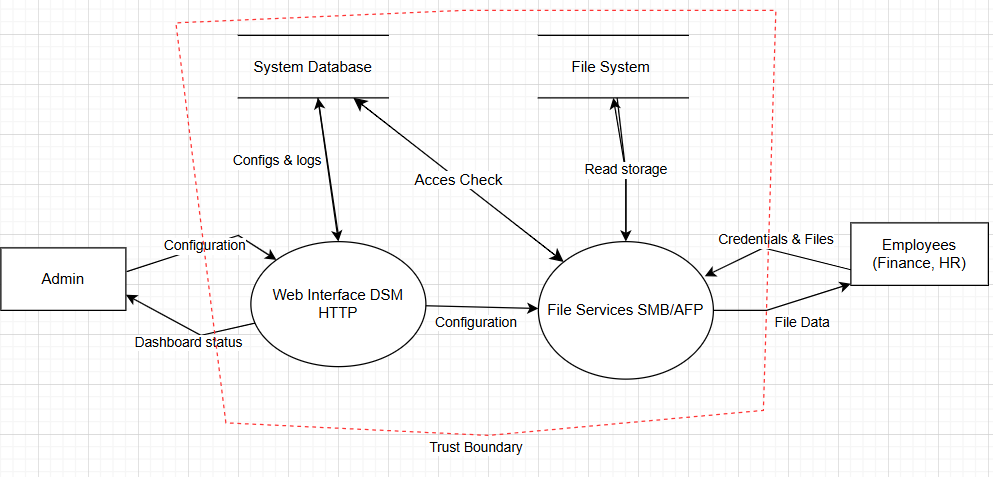 System Database
File System
Configs & logs
Acces Check
Read storage
Configuration
Credentials & Files
Employees
(Finance, HR)
Admin
Web Interface DSM
HTTP
File Services SMB/AFP
Configuration
File Data
Dashboard status
Trust Boundary